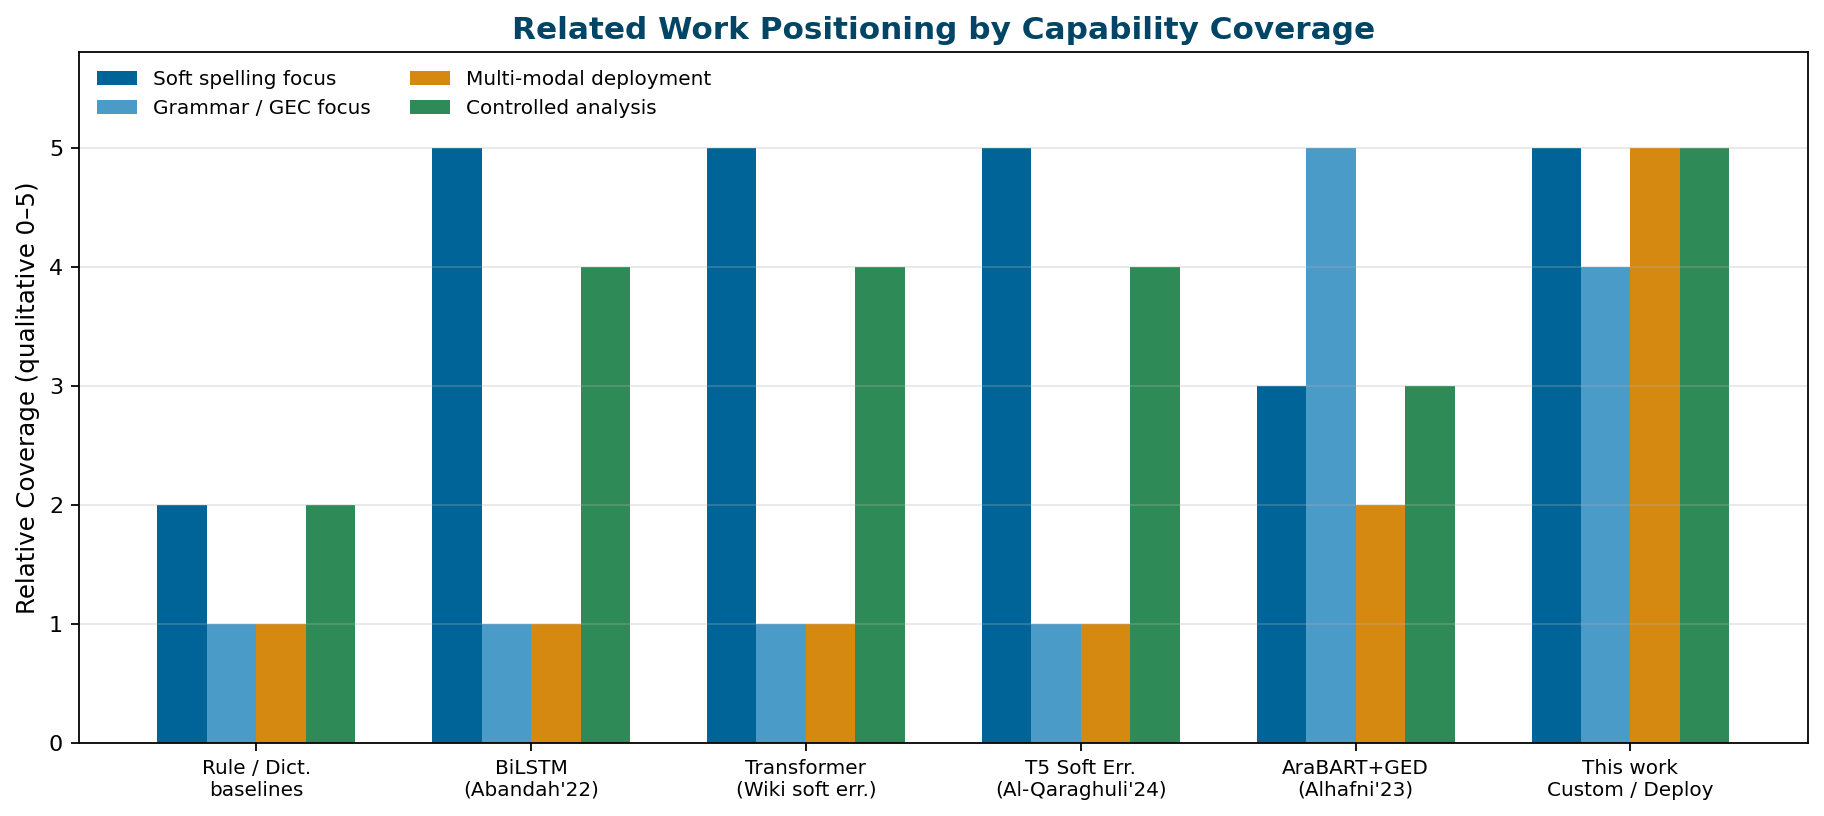 Related Work Positioning by Capability Coverage
Soft spelling focus
Grammar / GEC focus
Multi-modal deployment
Controlled analysis
Relative Coverage (qualitative 0–5)
5
4
3
2
1
0
Rule / Dict.
baselines
BiLSTM
(Abandah'22)
Transformer
(Wiki soft err.)
T5 Soft Err.
(Al-Qaraghuli'24)
AraBART+GED
(Alhafni'23)
This work
Custom / Deploy